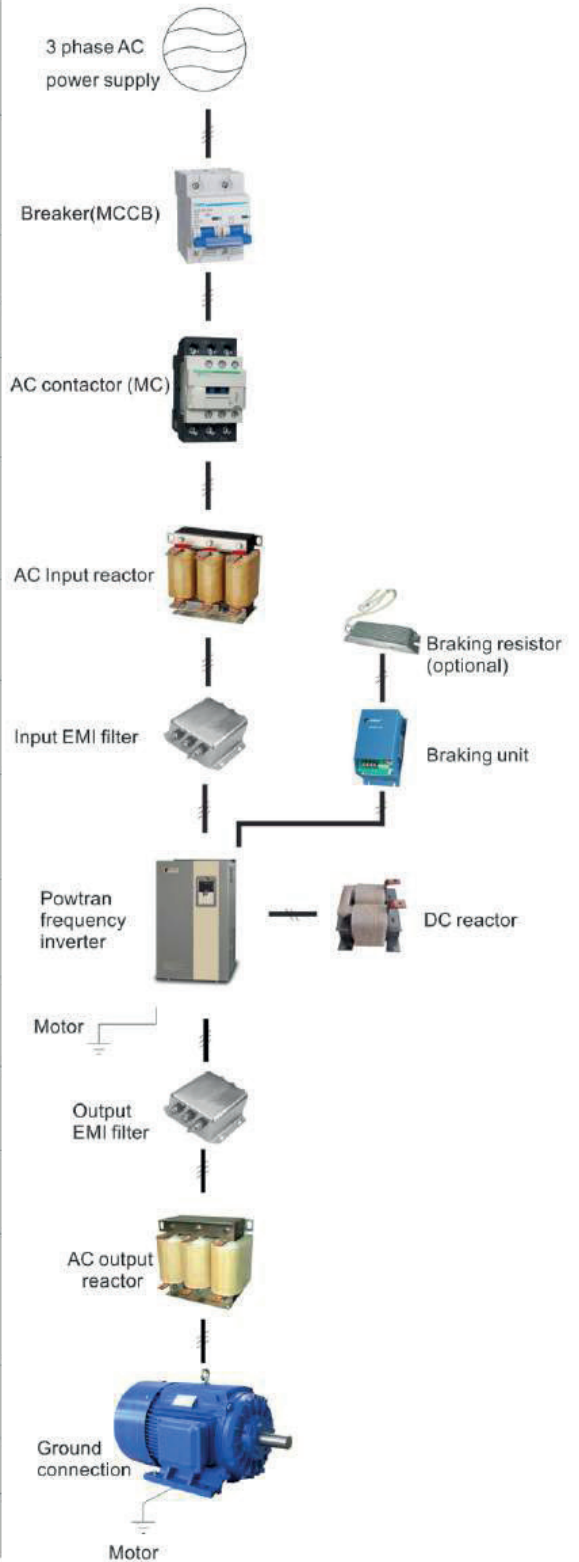 3 phase AC
power supply
Breaker(MCCB)
AC contactor (MC)
AC Input reactor
Braking resistor
(optional)
Input EMI filter
Braking unit
Powtran
frequency
inverter
DC reactor
Motor
Output
EMI filter
AC output
reactor
Ground
connection
Motor